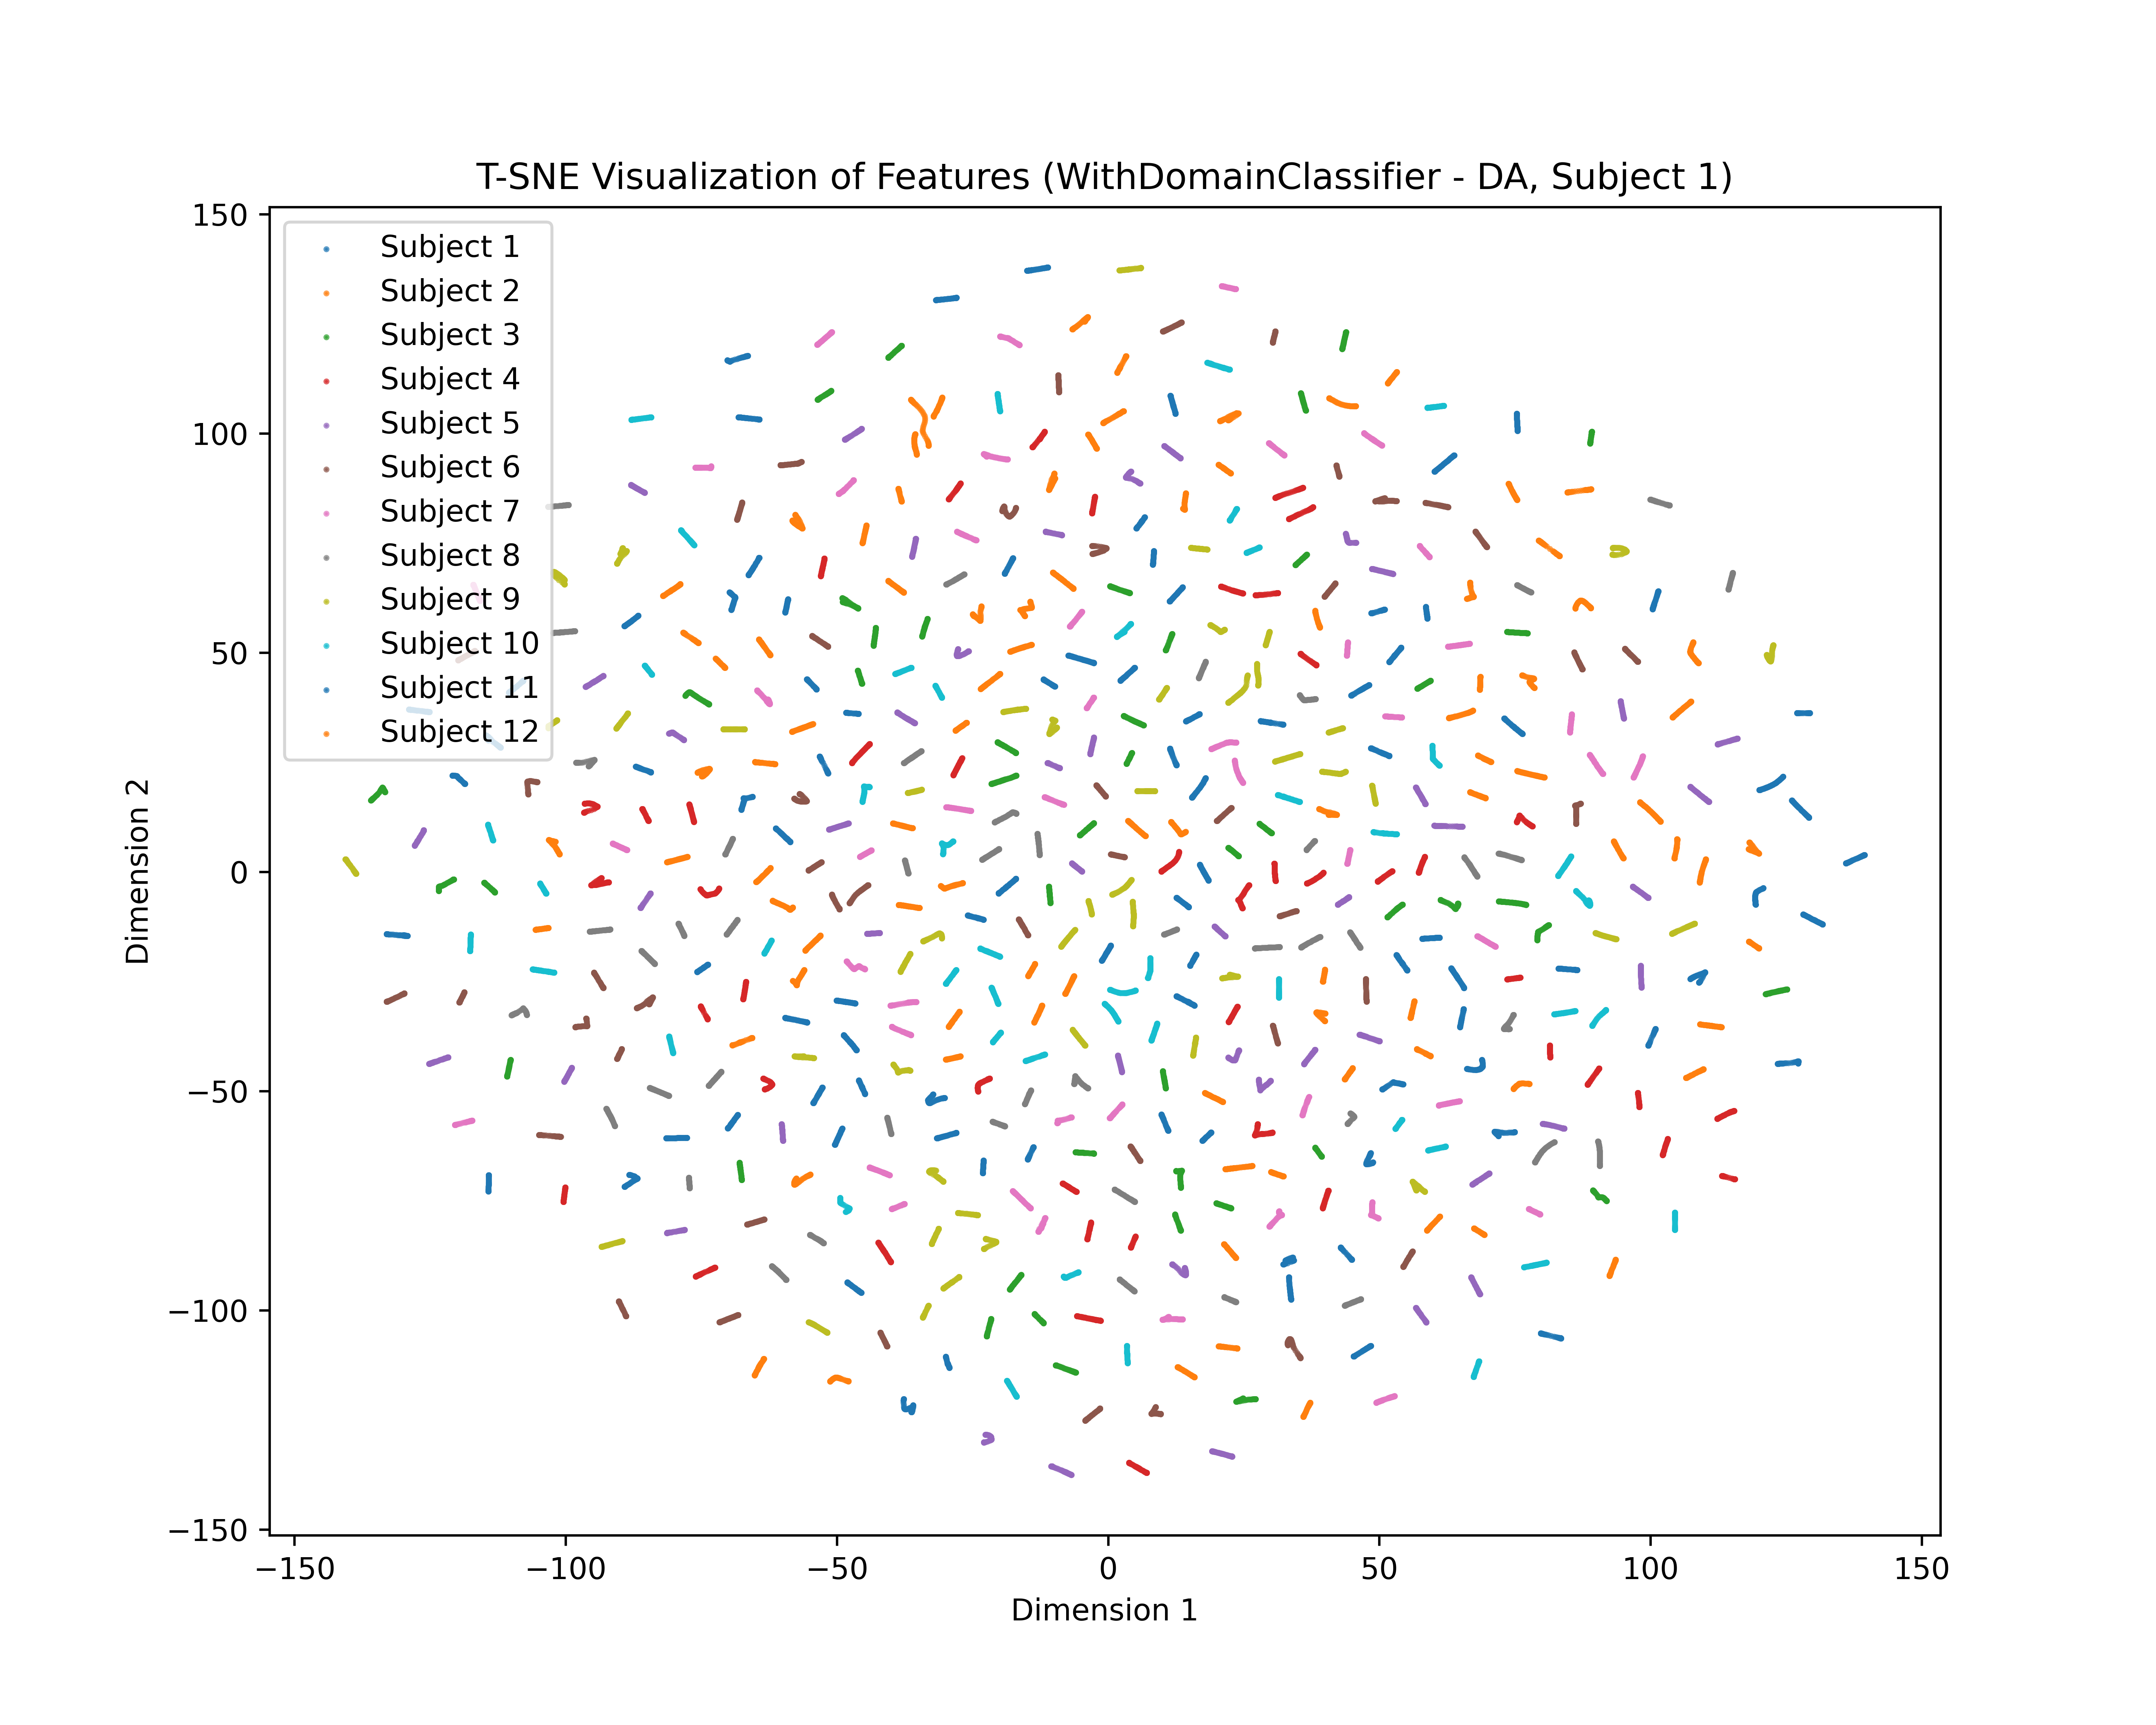 T-SNE Visualization of Features (WithDomainClassifier - DA, Subject 1)
Subject 1
Subject 2
Subject 3
Subject 4
Subject 5
Subject 6
Subject 7
Subject 8
Subject 9
Subject 10
Subject 11
Subject 12
150
100
50
0
−50
−100
−150
Dimension 2
−150
−100
−50
0
50
100
150
Dimension 1